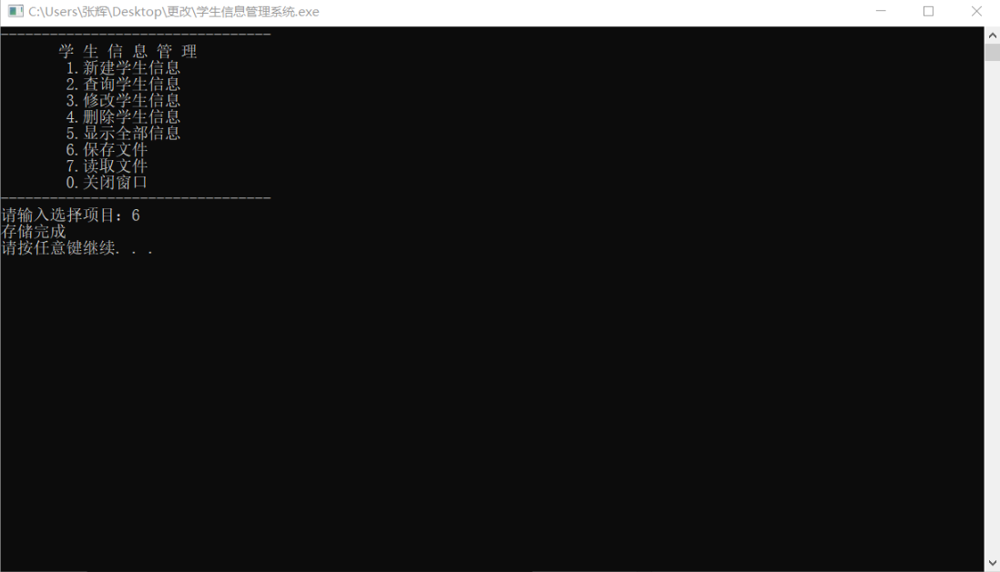 C:\Users\张辉\Desktop\更改\学生信息管理系统.exe
---------------------------------
学 生 信 息 管 理
1.新建学生信息
2.查询学生信息
3.修改学生信息
4.删除学生信息
5.显示全部信息
6.保存文件
7.读取文件
0.关闭窗口
---------------------------------
请输入选择项目：6
存储完成
请按任意键继续. . .